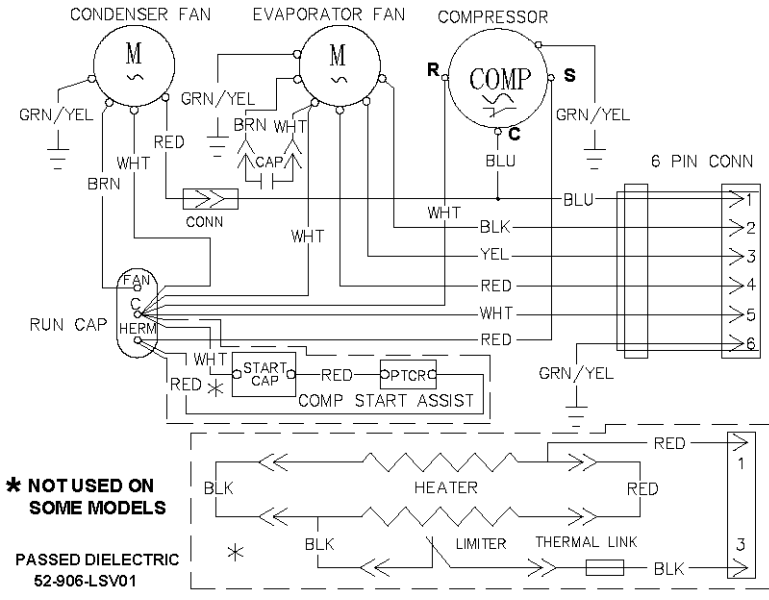 CONDENSER FAN
EVAPORATOR FAN
COMPRESSOR
M
M
COMP
R
S
C
GRN/YEL
GRN/YEL
GRN/YEL
BRN
WHT
RED
BRN
WHT
CAP
BLU
6 PIN CONN
CONN
WHT
WHT
BLU
1
BLK
2
YEL
3
RED
4
WHT
5
RED
6
FAN
C
HERM
RUN CAP
WHT
RED
*
START
CAP
RED
PTCR
COMP START ASSIST
GRN/YEL
RED
1
BLK
HEATER
RED
* NOT USED ON
SOME MODELS
*
BLK
LIMITER
THERMAL LINK
BLK
3
PASSED DIELECTRIC
52-906-LSV01